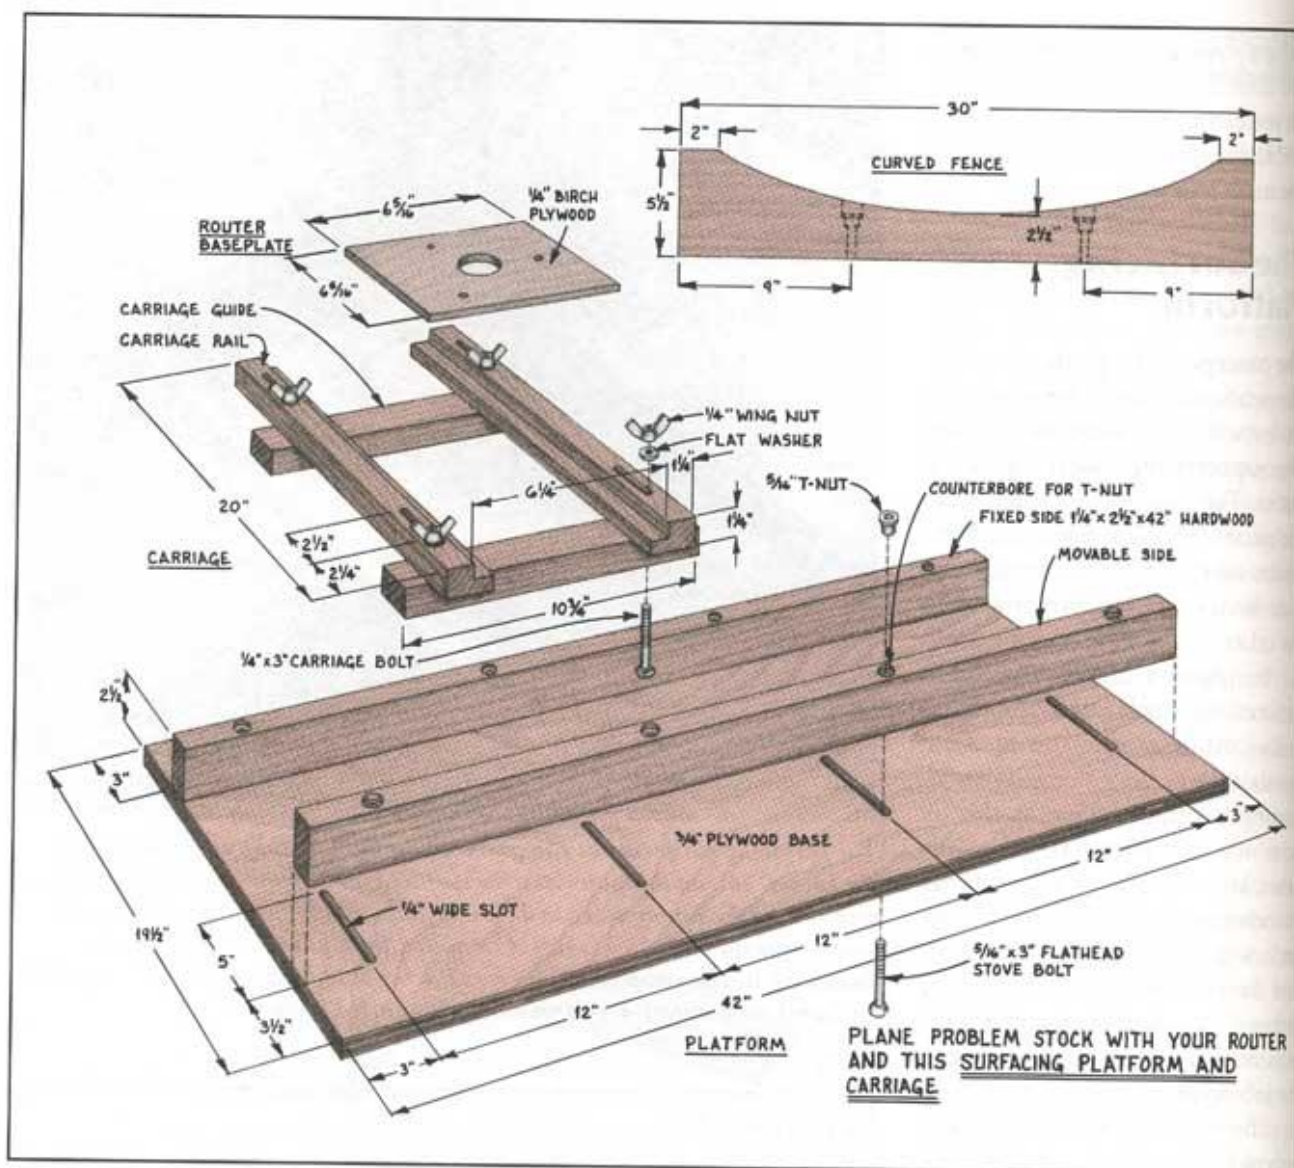 30"
2"
2"
CURVED FENCE
5½"
2½"
9"
9"
6 5/16"
¼" BIRCH
PLYWOOD
ROUTER
BASEPLATE
CARRIAGE GUIDE
CARRIAGE RAIL
¼" WING NUT
FLAT WASHER
1¼"
6¼"
1¼"
20"
2½"
2¼"
CARRIAGE
10¾"
¼" x 3" CARRIAGE BOLT
5/16" T-NUT
COUNTERBORE FOR T-NUT
FIXED SIDE 1¼" x 2½" x 42" HARDWOOD
MOVABLE SIDE
2½"
3"
¾" PLYWOOD BASE
3"
12"
¼" WIDE SLOT
19½"
5"
12"
3½"
12"
42"
3"
5/16" x 3" FLATHEAD
STOVE BOLT
PLATFORM
PLANE PROBLEM STOCK WITH YOUR ROUTER
AND THIS SURFACING PLATFORM AND
CARRIAGE